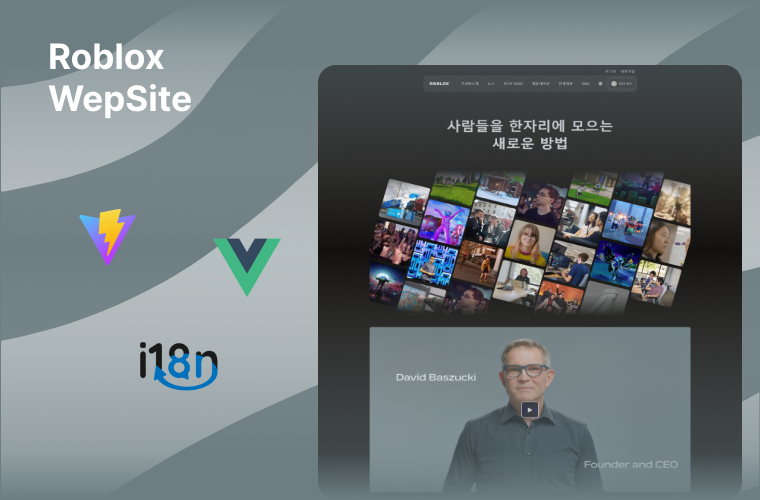 Roblox
WepSite
i18n
ROBLOX
사람들을 한자리에 모으는
새로운 방법
David Baszucki
Founder and CEO